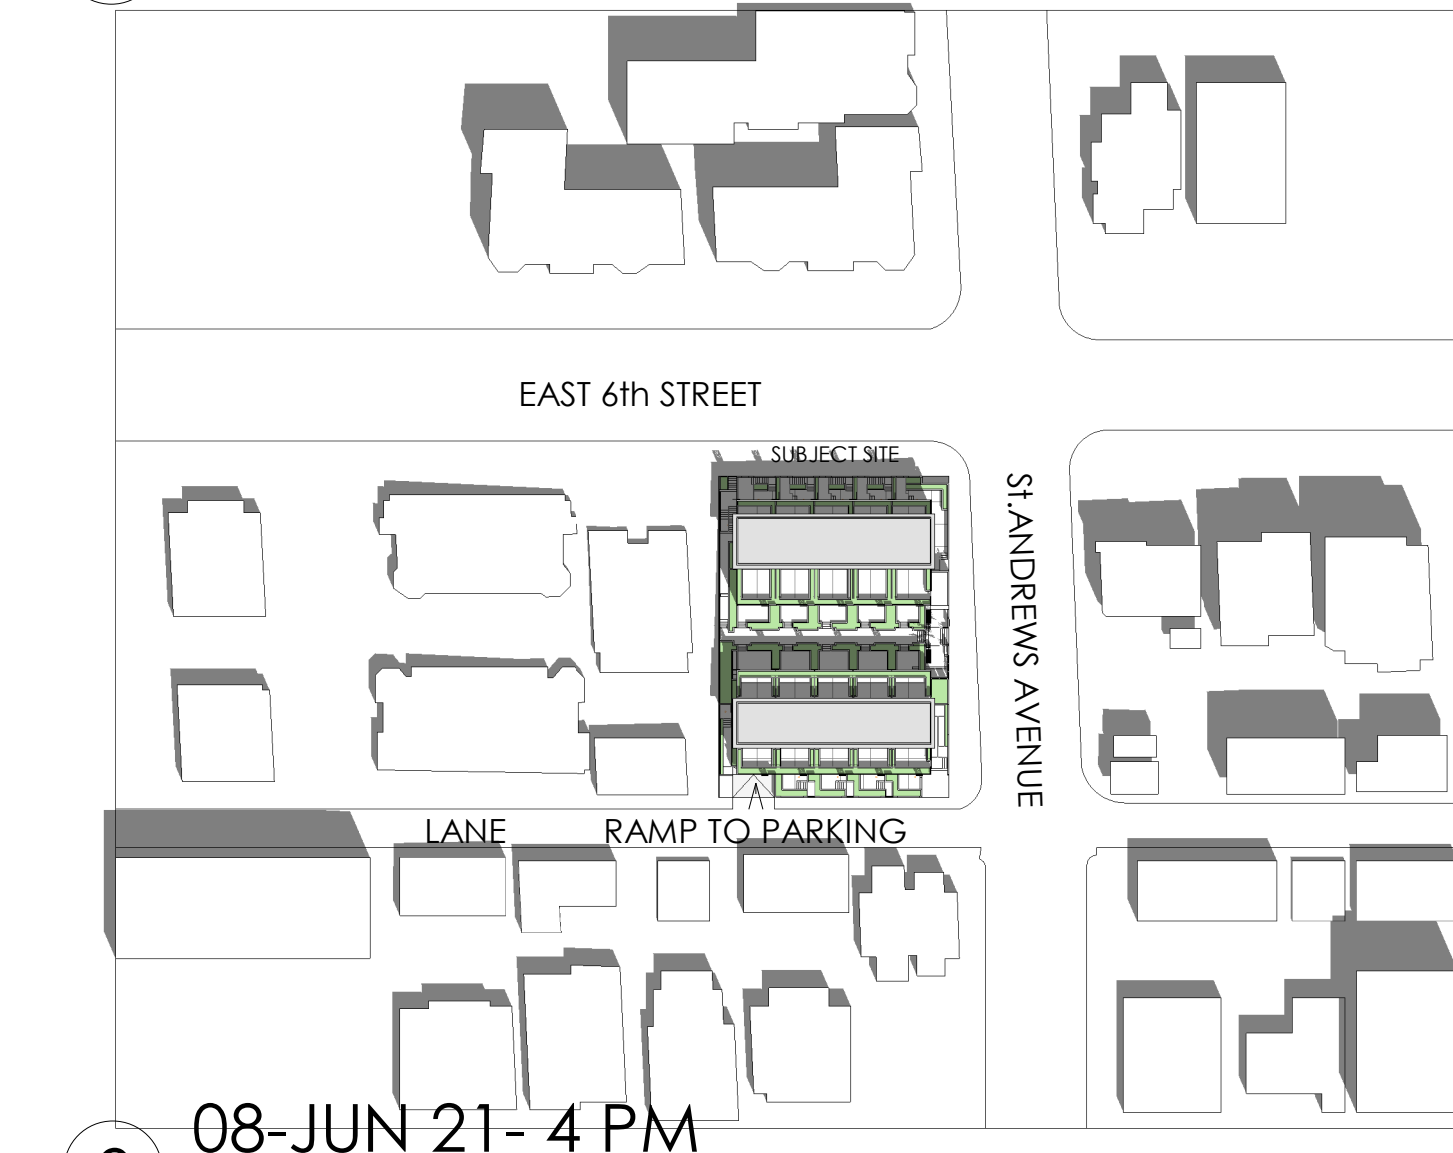 EAST 6th STREET
SUBJECT SITE
St.ANDREWS AVENUE
LANE
RAMP TO PARKING
08-JUN 21- 4 PM